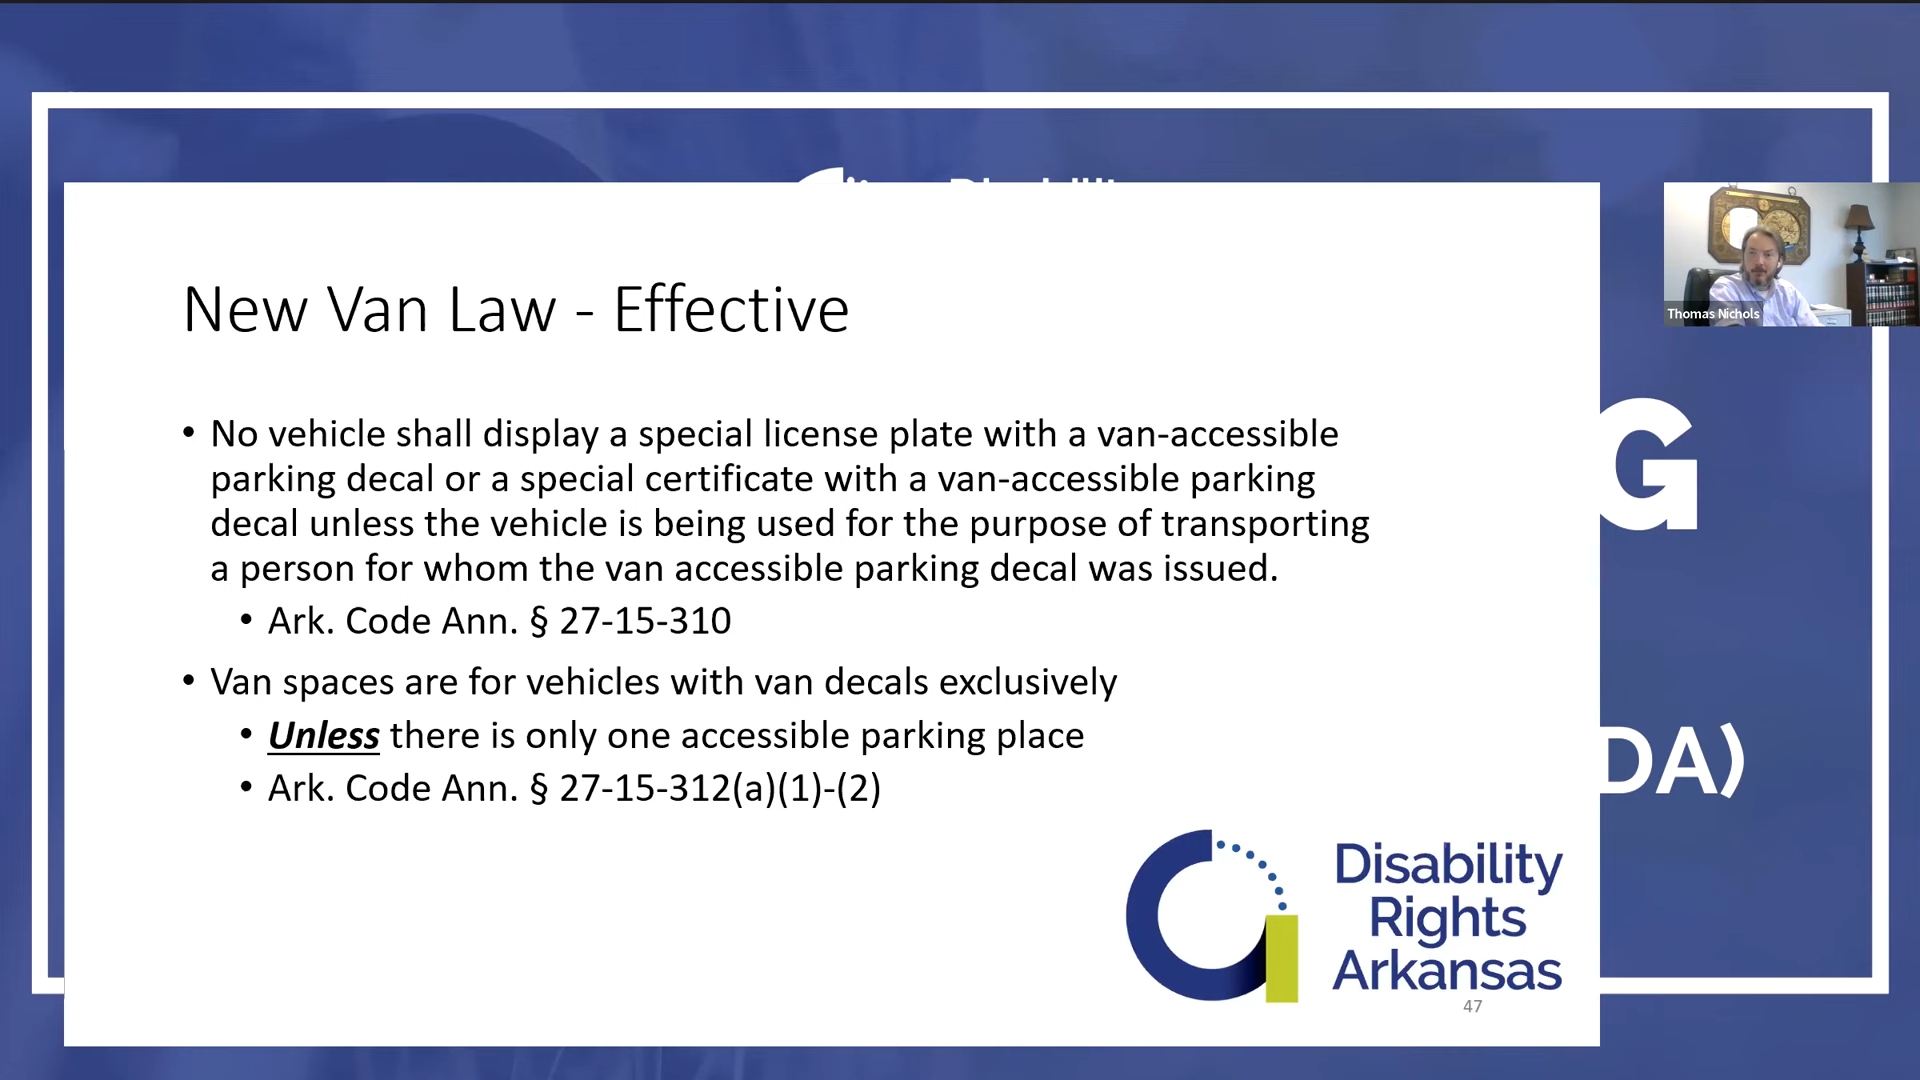 New Van Law - Effective
• No vehicle shall display a special license plate with a van-accessible
parking decal or a special certificate with a van-accessible parking
decal unless the vehicle is being used for the purpose of transporting
a person for whom the van accessible parking decal was issued.
• Ark. Code Ann. § 27-15-310
• Van spaces are for vehicles with van decals exclusively
• Unless there is only one accessible parking place
• Ark. Code Ann. § 27-15-312(a)(1)-(2)
Disability
Rights
Arkansas
47
Thomas Nichols
G
DA)